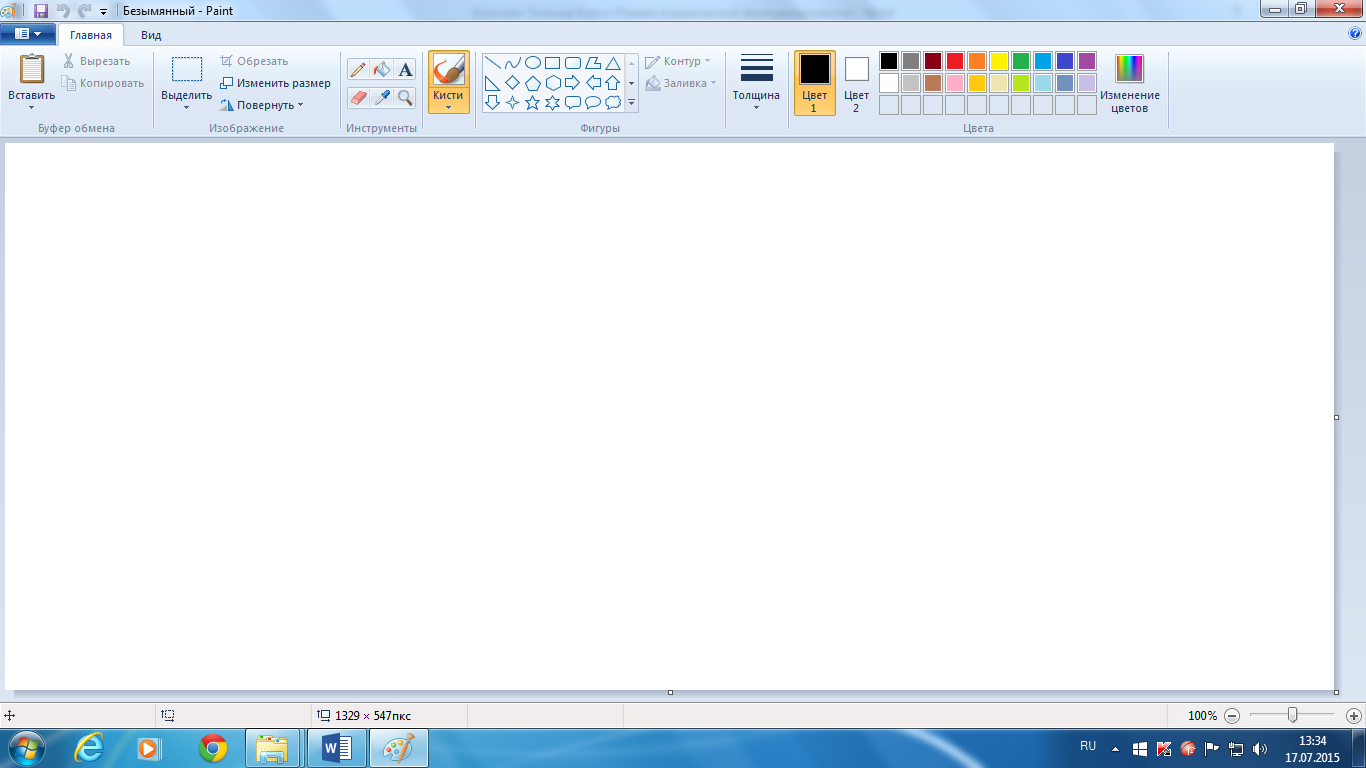 Безымянный - Paint
Главная
Вид
Вставить
Вырезать
Копировать
Буфер обмена
Выделить
Обрезать
Изменить размер
Повернуть
Изображение
A
Инструменты
Кисти
Контур
Заливка
Фигуры
Толщина
Цвет
1
Цвет
2
Изменение
цветов
Цвета
1329 × 547пкс
100%
RU
13:34
17.07.2015